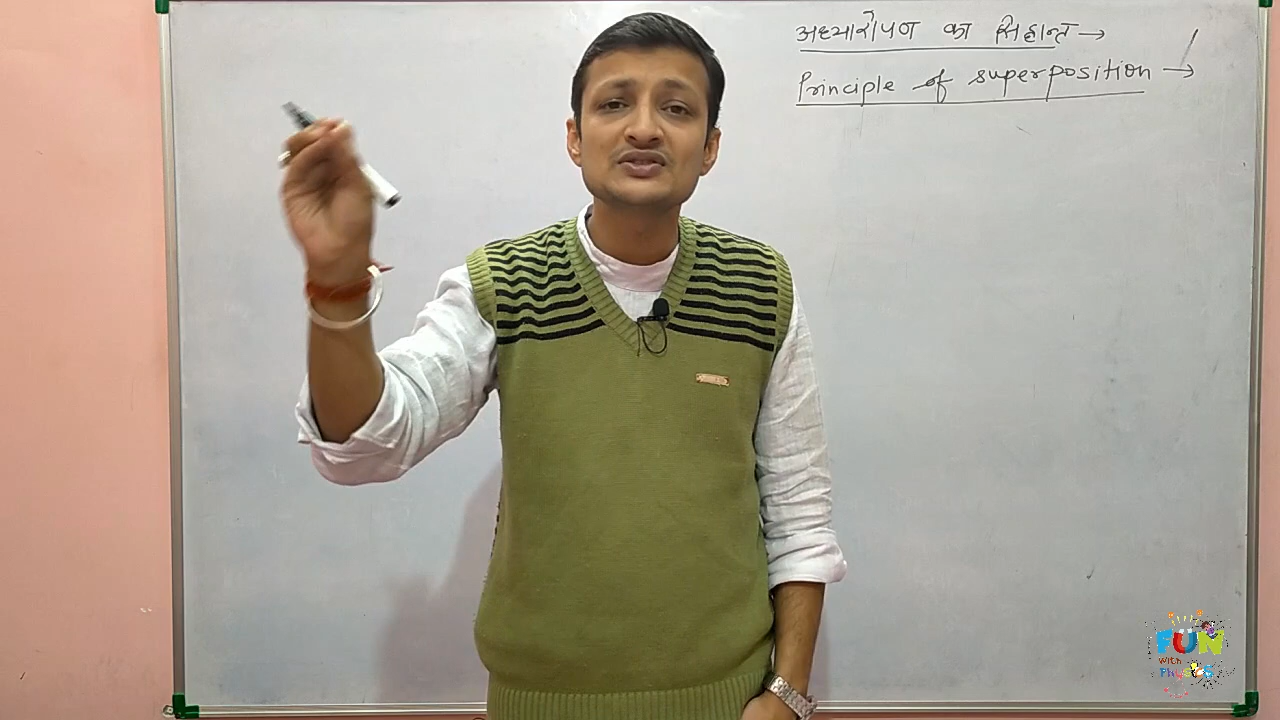 अध्यारोपण का सिद्धान्त →
Principle of superposition →
FUN
With
Physics